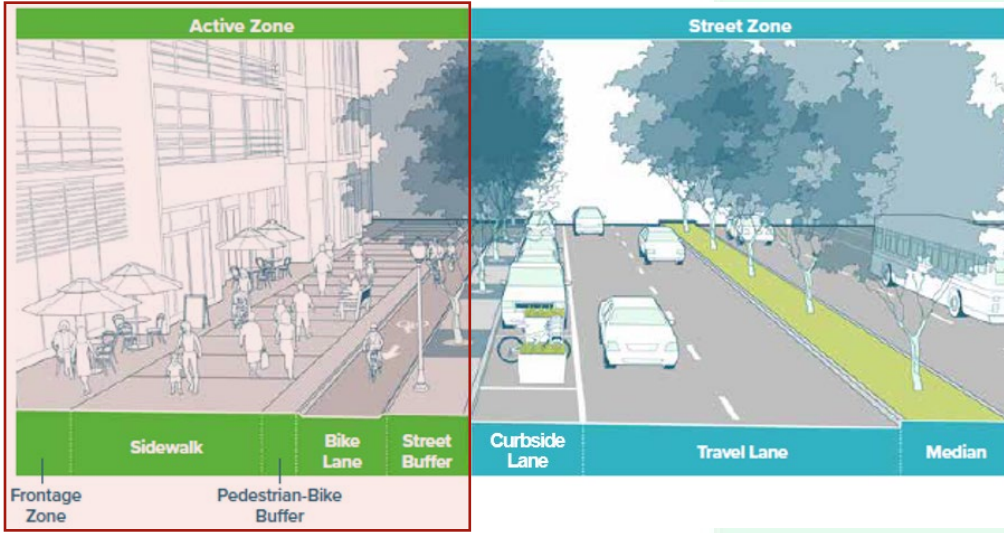 Active Zone
Street Zone
Sidewalk
Bike
Lane
Street
Buffer
Curbside
Lane
Travel Lane
Median
Frontage
Zone
Pedestrian-Bike
Buffer